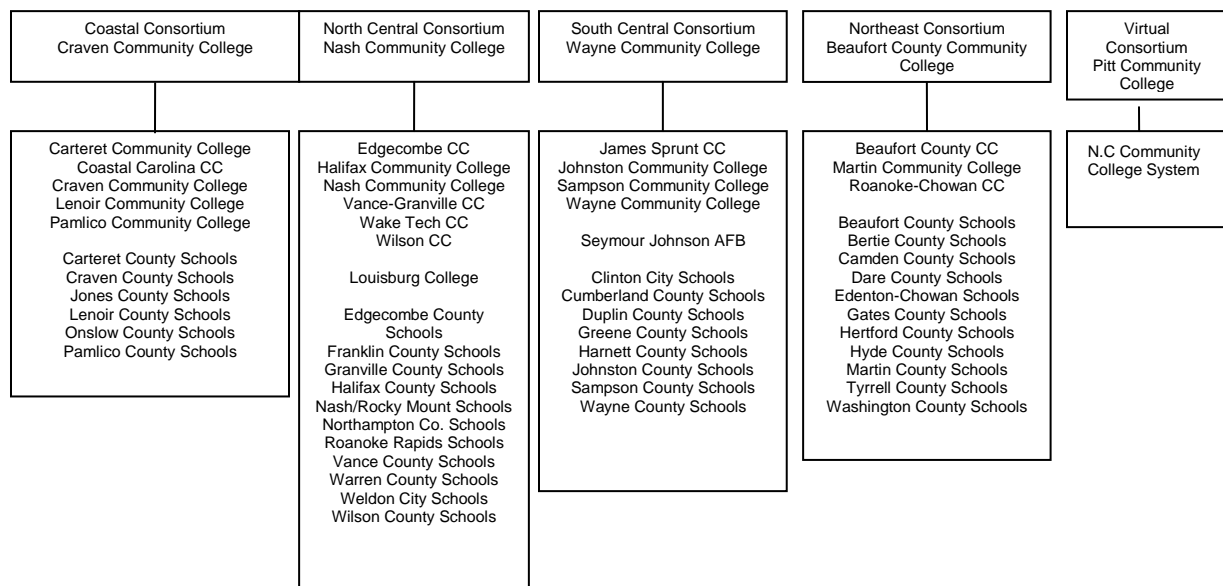 Coastal Consortium
Craven Community College
North Central Consortium
Nash Community College
South Central Consortium
Wayne Community College
Northeast Consortium
Beaufort County Community
College
Virtual
Consortium
Pitt Community
College
Carteret Community College
Coastal Carolina CC
Craven Community College
Lenoir Community College
Pamlico Community College
Carteret County Schools
Craven County Schools
Jones County Schools
Lenoir County Schools
Onslow County Schools
Pamlico County Schools
Edgecombe CC
Halifax Community College
Nash Community College
Vance-Granville CC
Wake Tech CC
Wilson CC
Louisburg College
Edgecombe County
Schools
Franklin County Schools
Granville County Schools
Halifax County Schools
Nash/Rocky Mount Schools
Northampton Co. Schools
Roanoke Rapids Schools
Vance County Schools
Warren County Schools
Weldon City Schools
Wilson County Schools
James Sprunt CC
Johnston Community College
Sampson Community College
Wayne Community College
Seymour Johnson AFB
Clinton City Schools
Cumberland County Schools
Duplin County Schools
Greene County Schools
Harnett County Schools
Johnston County Schools
Sampson County Schools
Wayne County Schools
Beaufort County CC
Martin Community College
Roanoke-Chowan CC
Beaufort County Schools
Bertie County Schools
Camden County Schools
Dare County Schools
Edenton-Chowan Schools
Gates County Schools
Hertford County Schools
Hyde County Schools
Martin County Schools
Tyrrell County Schools
Washington County Schools
N.C Community
College System